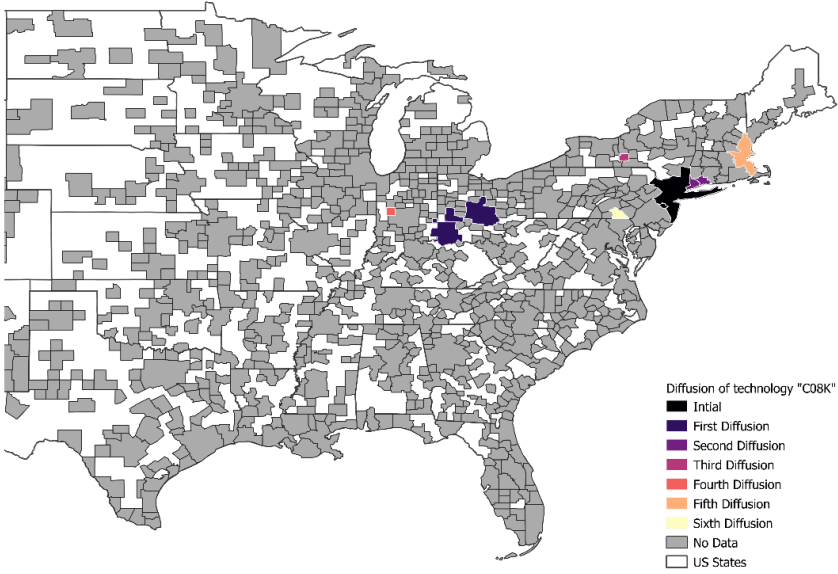 Diffusion of technology "C08K"
Intial
First Diffusion
Second Diffusion
Third Diffusion
Fourth Diffusion
Fifth Diffusion
Sixth Diffusion
No Data
US States